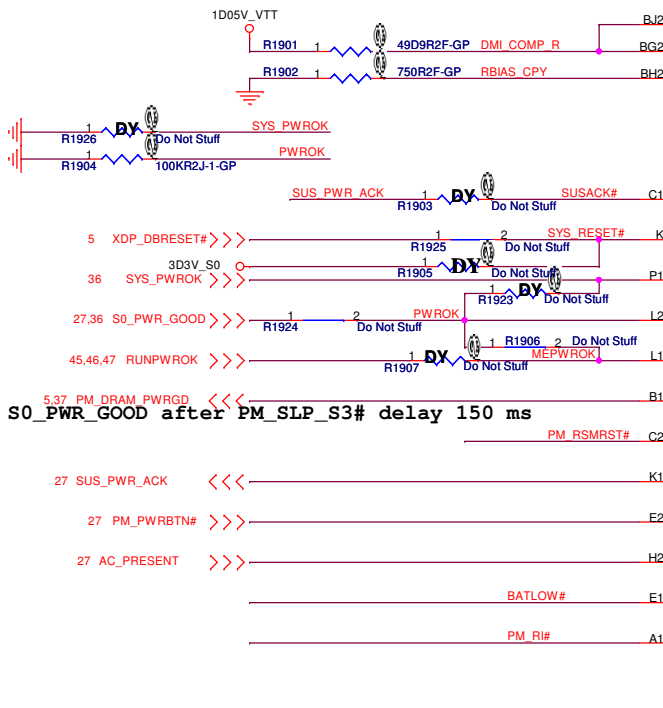 1D05V_VTT
BJ2
R1901 1 49D9R2F-GP DMI_COMP_R BG2
R1902 1 750R2F-GP RBIAS_CPY BH2
1 DY SYS_PWROK
R1926 Do Not Stuff
1 PWROK
R1904 100KR2J-1-GP
SUS_PWR_ACK 1 DY SUSACK# C1
R1903 Do Not Stuff
5 XDP_DBRESET# 1 2 SYS_RESET# K
R1925 Do Not Stuff
3D3V_S0 1 DY
R1905 Do Not Stuff
36 SYS_PWROK P1
1 DY
R1923 Do Not Stuff
27,36 S0_PWR_GOOD 1 2 PWROK L2
R1924 Do Not Stuff
1 R1906 2 Do Not Stuff
45,46,47 RUNPWROK 1 DY MEPWROK L1
R1907 Do Not Stuff
5,37 PM_DRAM_PWRGD B1
S0_PWR_GOOD after PM_SLP_S3# delay 150 ms
PM_RSMRST# C2
27 SUS_PWR_ACK K1
27 PM_PWRBTN# E2
27 AC_PRESENT H2
BATLOW# E1
PM_RI# A1